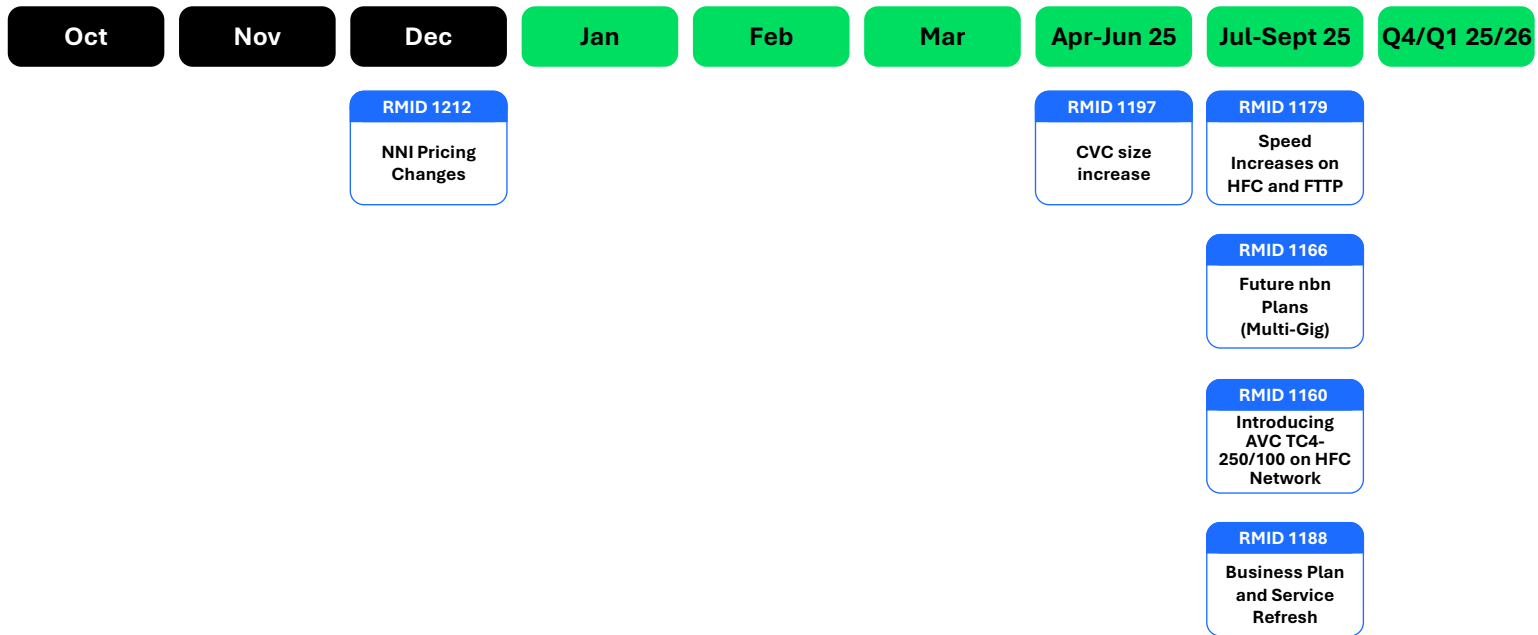 Oct
Nov
Dec
Jan
Feb
Mar
Apr-Jun 25
Jul-Sept 25
Q4/Q1 25/26
RMID 1212
NNI Pricing
Changes
RMID 1197
CVC size
increase
RMID 1179
Speed
Increases on
HFC and FTTP
RMID 1166
Future nbn
Plans
(Multi-Gig)
RMID 1160
Introducing
AVC TC4-
250/100 on HFC
Network
RMID 1188
Business Plan
and Service
Refresh